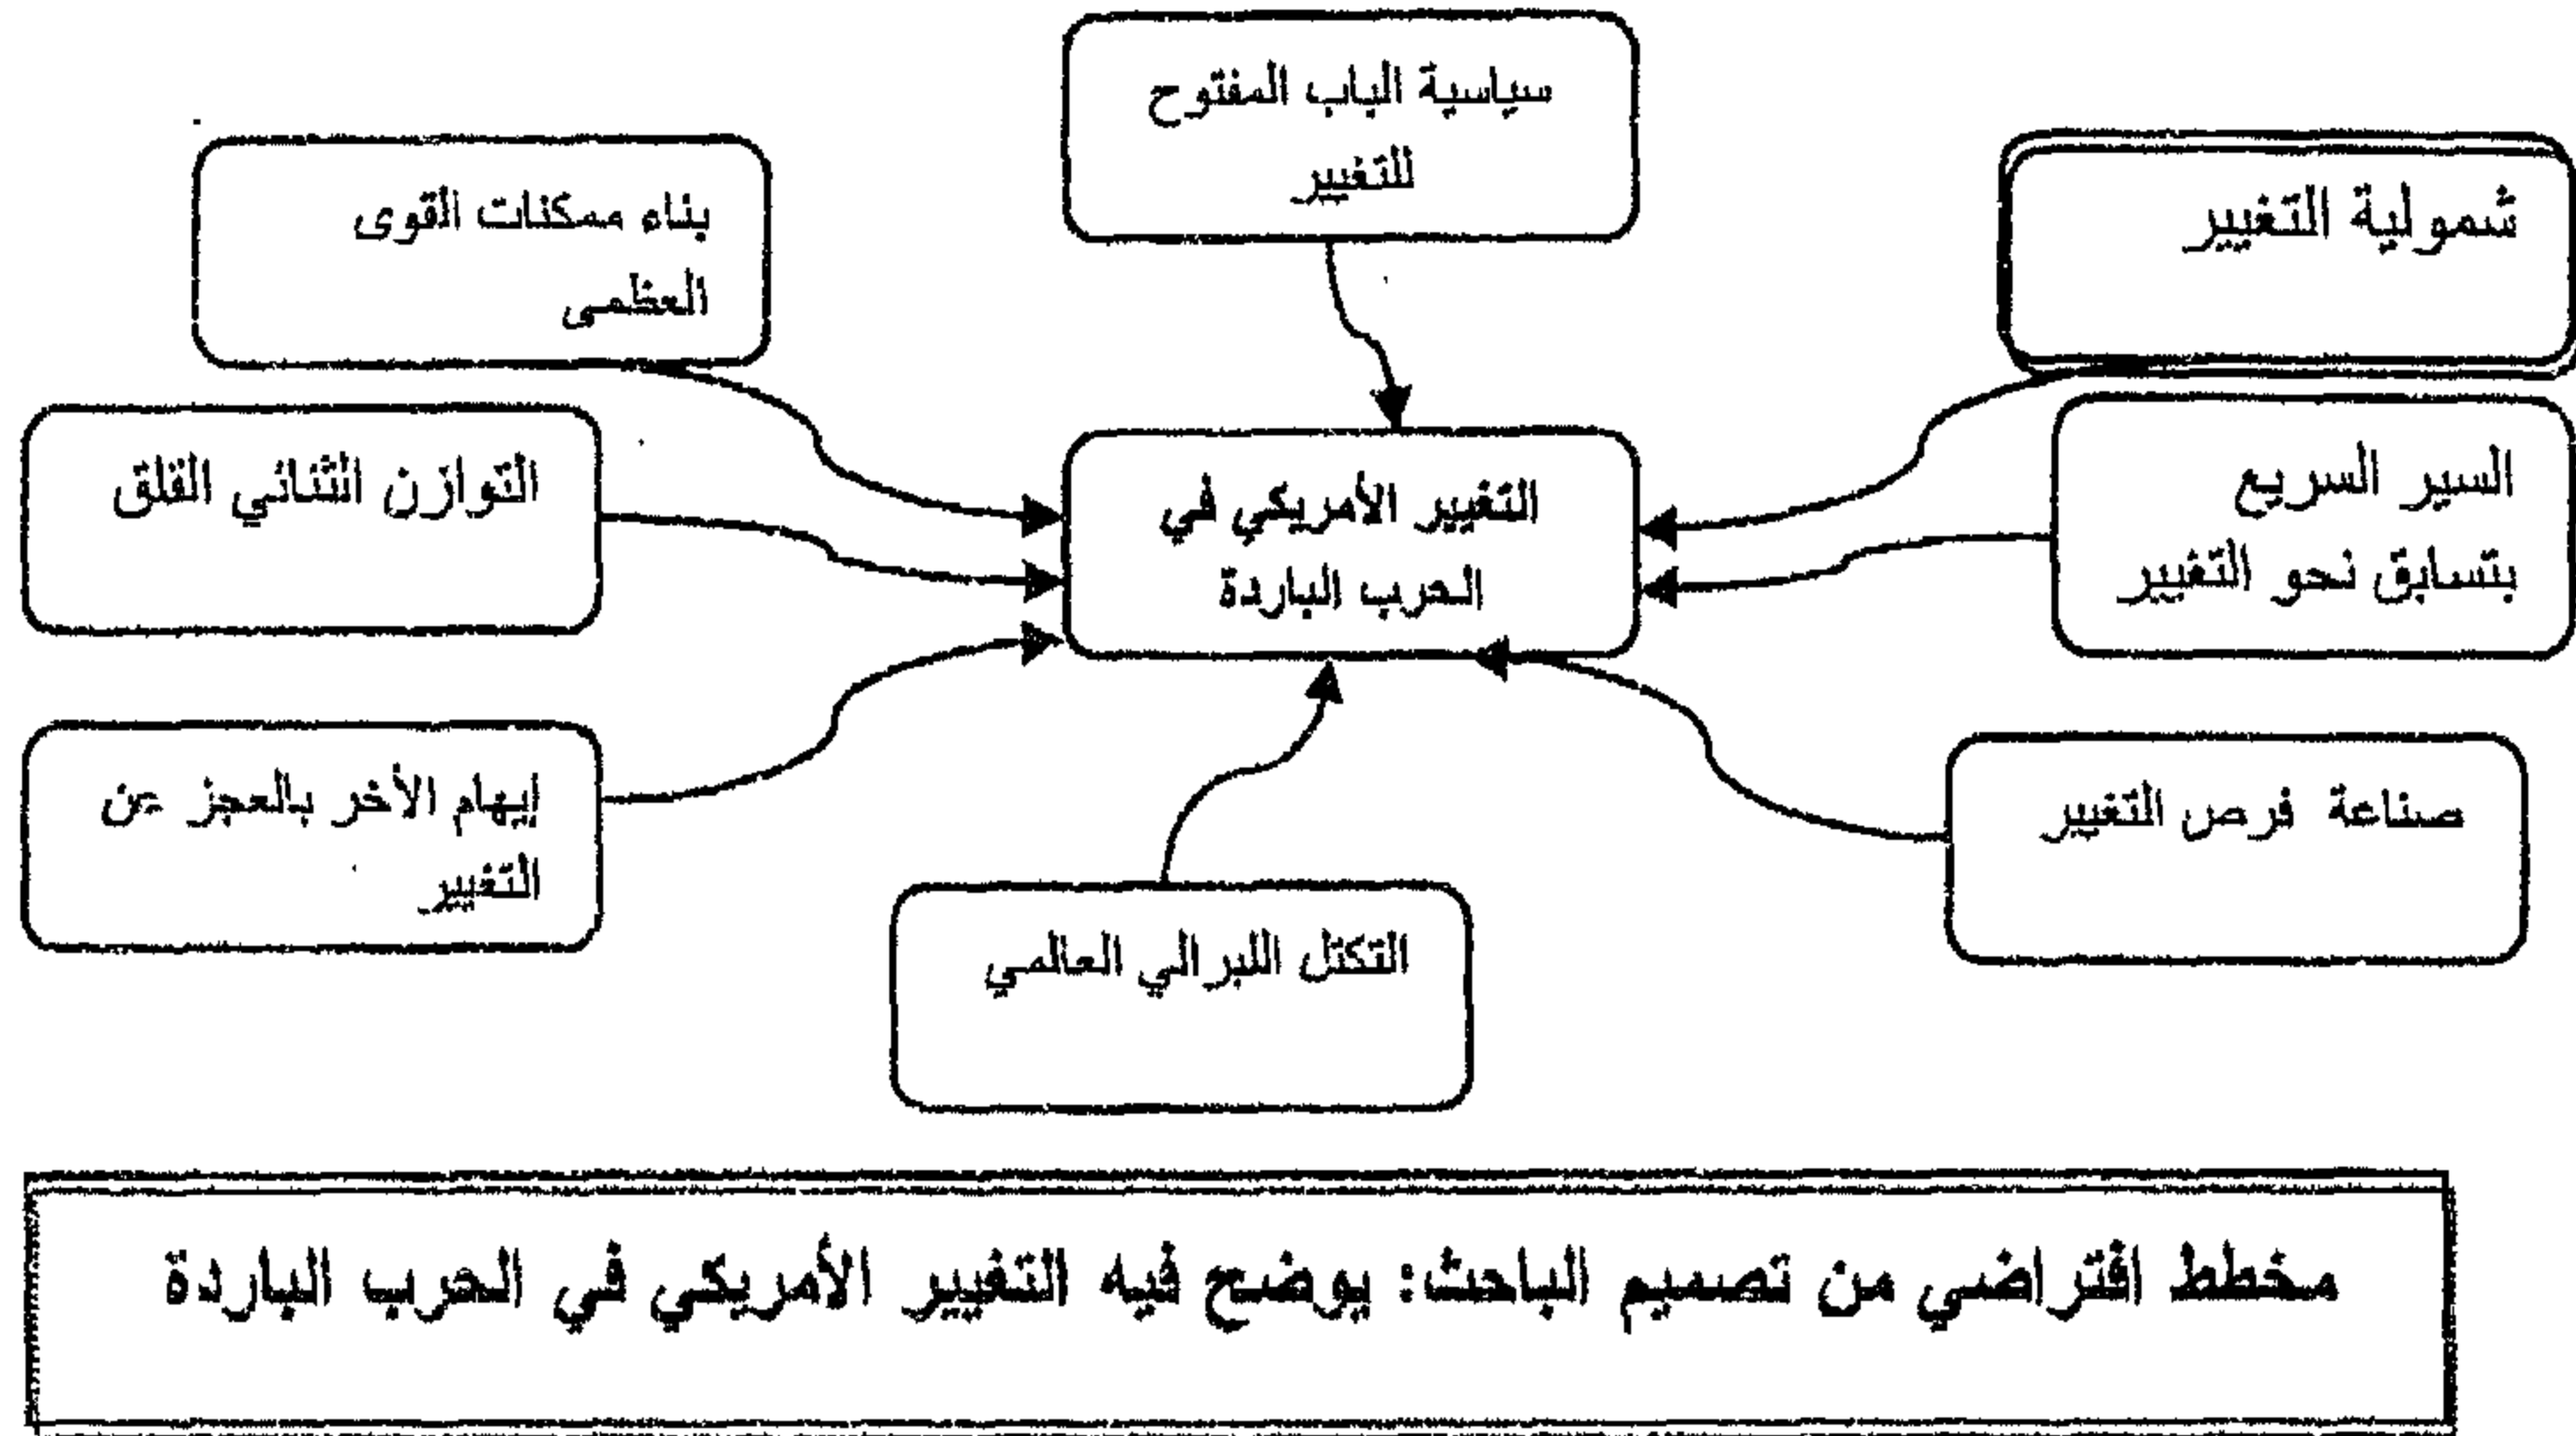 سياسية الباب المفتوح
للتغيير
شمولية التغيير
بناء ممكنات القوى
العظمى
السير السريع
بتسابق نحو التغيير
التغيير الأمريكي في
الحرب الباردة
التوازن الثنائي القلق
صناعة فرص التغيير
إيهام الأخر بالعجز عن
التغيير
التكتل اللبرالي العالمي
مخطط افتراضي من تصميم الباحث: يوضح فيه التغيير الأمريكي في الحرب الباردة